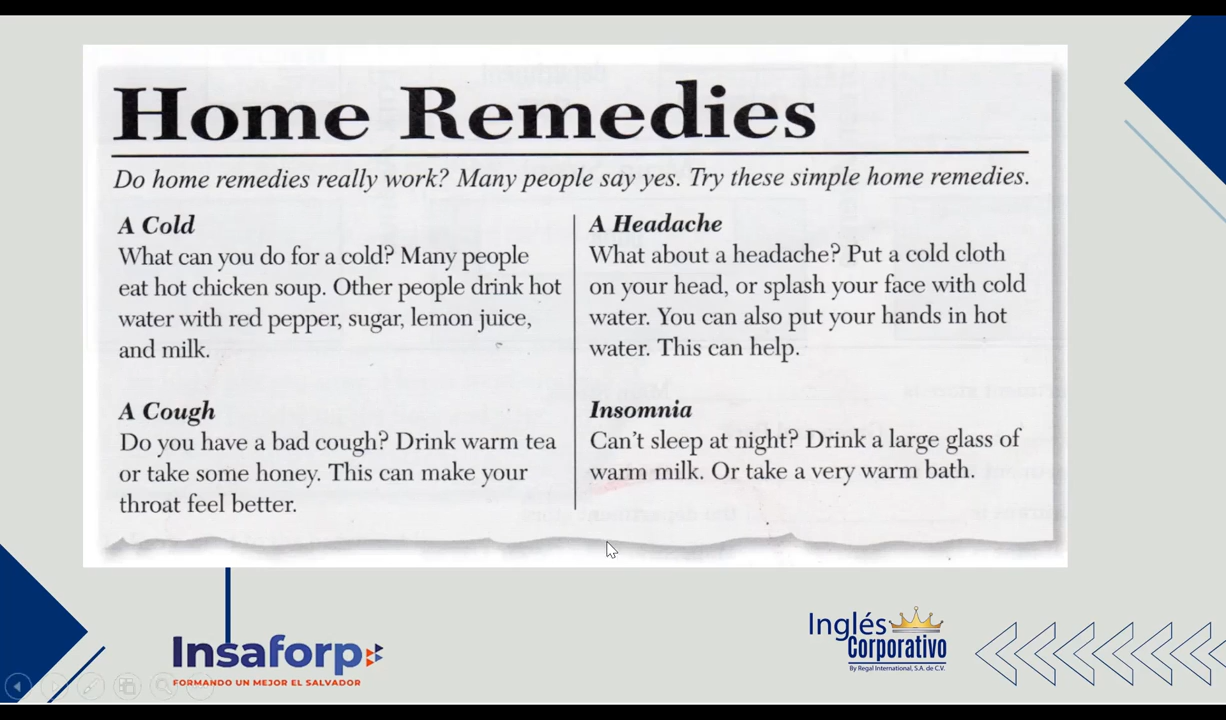 Home Remedies
Do home remedies really work? Many people say yes. Try these simple home remedies.
A Cold
What can you do for a cold? Many people
eat hot chicken soup. Other people drink hot
water with red pepper, sugar, lemon juice,
and milk.
A Cough
Do you have a bad cough? Drink warm tea
or take some honey. This can make your
throat feel better.
A Headache
What about a headache? Put a cold cloth
on your head, or splash your face with cold
water. You can also put your hands in hot
water. This can help.
Insomnia
Can't sleep at night? Drink a large glass of
warm milk. Or take a very warm bath.
Insaforp
FORMANDO UN MEJOR EL SALVADOR
Inglés
Corporativo
By Regal International, S.A. de C.V.